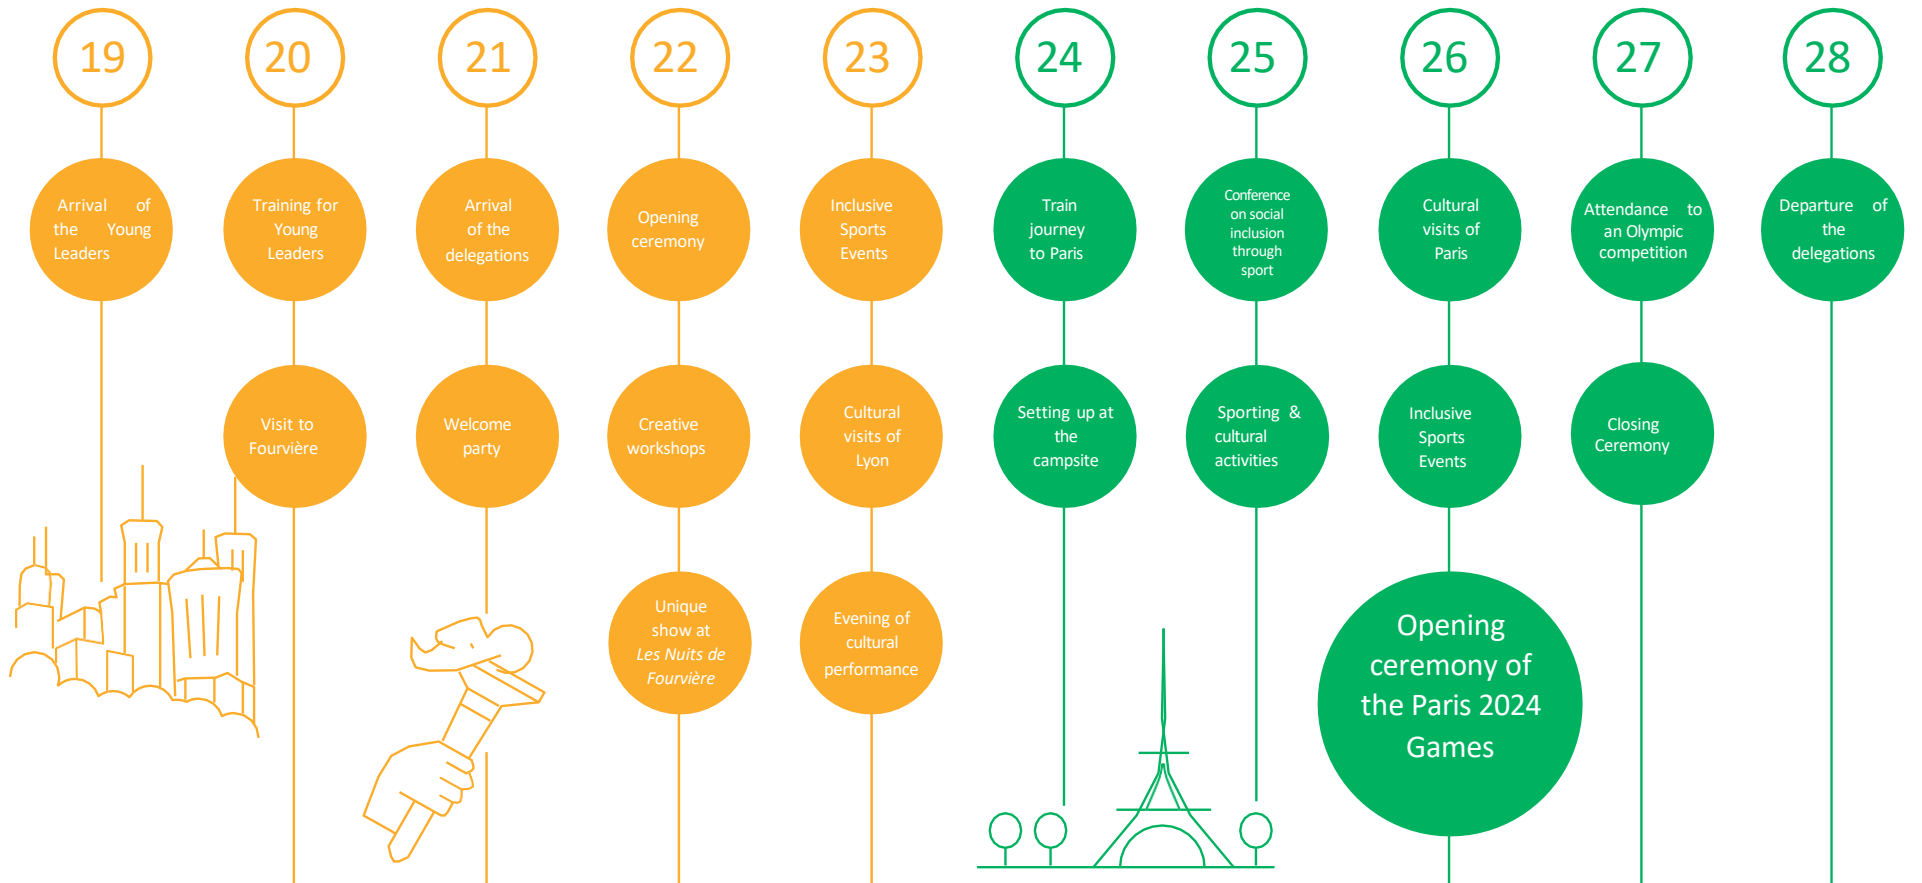 19
20
21
22
23
24
25
26
27
28
Arrival of
the Young
Leaders
Training for
Young
Leaders
Arrival
of the
delegations
Opening
ceremony
Inclusive
Sports
Events
Train
journey
to Paris
Conference
on social
inclusion
through
sport
Cultural
visits of
Paris
Attendance to
an Olympic
competition
Departure of
the
delegations
Visit to
Fourvière
Welcome
party
Creative
workshops
Cultural
visits of
Lyon
Setting up at
the
campsite
Sporting &
cultural
activities
Inclusive
Sports
Events
Closing
Ceremony
Unique
show at
Les Nuits de
Fourvière
Evening of
cultural
performance
Opening
ceremony of
the Paris 2024
Games